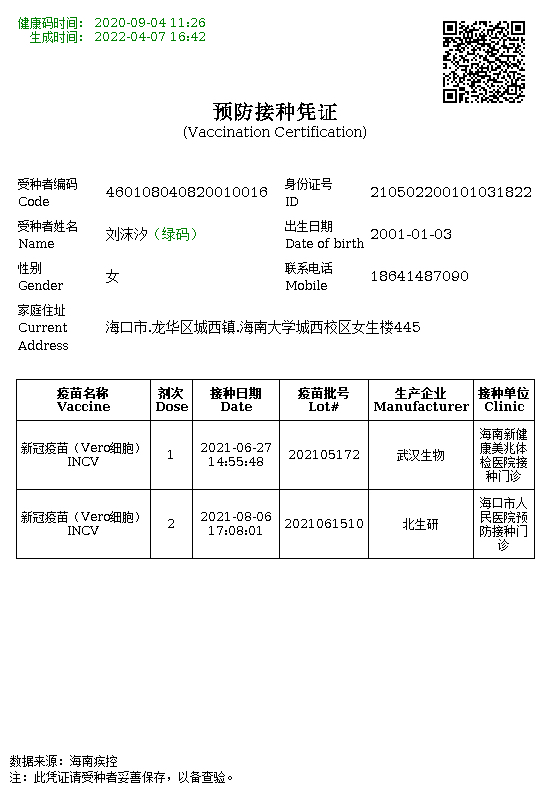 健康码时间： 2020-09-04 11:26
生成时间： 2022-04-07 16:42
预防接种凭证
(Vaccination Certification)
受种者编码 身份证号
Code 460108040820010016 ID 210502200101031822
受种者姓名 出生日期
Name 刘沫汐（绿码） Date of birth 2001-01-03
性别 联系电话
Gender 女 Mobile 18641487090
家庭住址
Current 海口市.龙华区城西镇.海南大学城西校区女生楼445
Address
疫苗名称 剂次 接种日期 疫苗批号 生产企业 接种单位
Vaccine Dose Date Lot# Manufacturer Clinic
新冠疫苗（Vero细胞） 1 2021-06-27 202105172 武汉生物 海南新健
INCV 14:55:48 康美兆体
检医院接
种门诊
新冠疫苗（Vero细胞） 2 2021-08-06 2021061510 北生研 海口市人
INCV 17:08:01 民医院预
防接种门
诊
数据来源：海南疾控
注：此凭证请受种者妥善保存，以备查验。